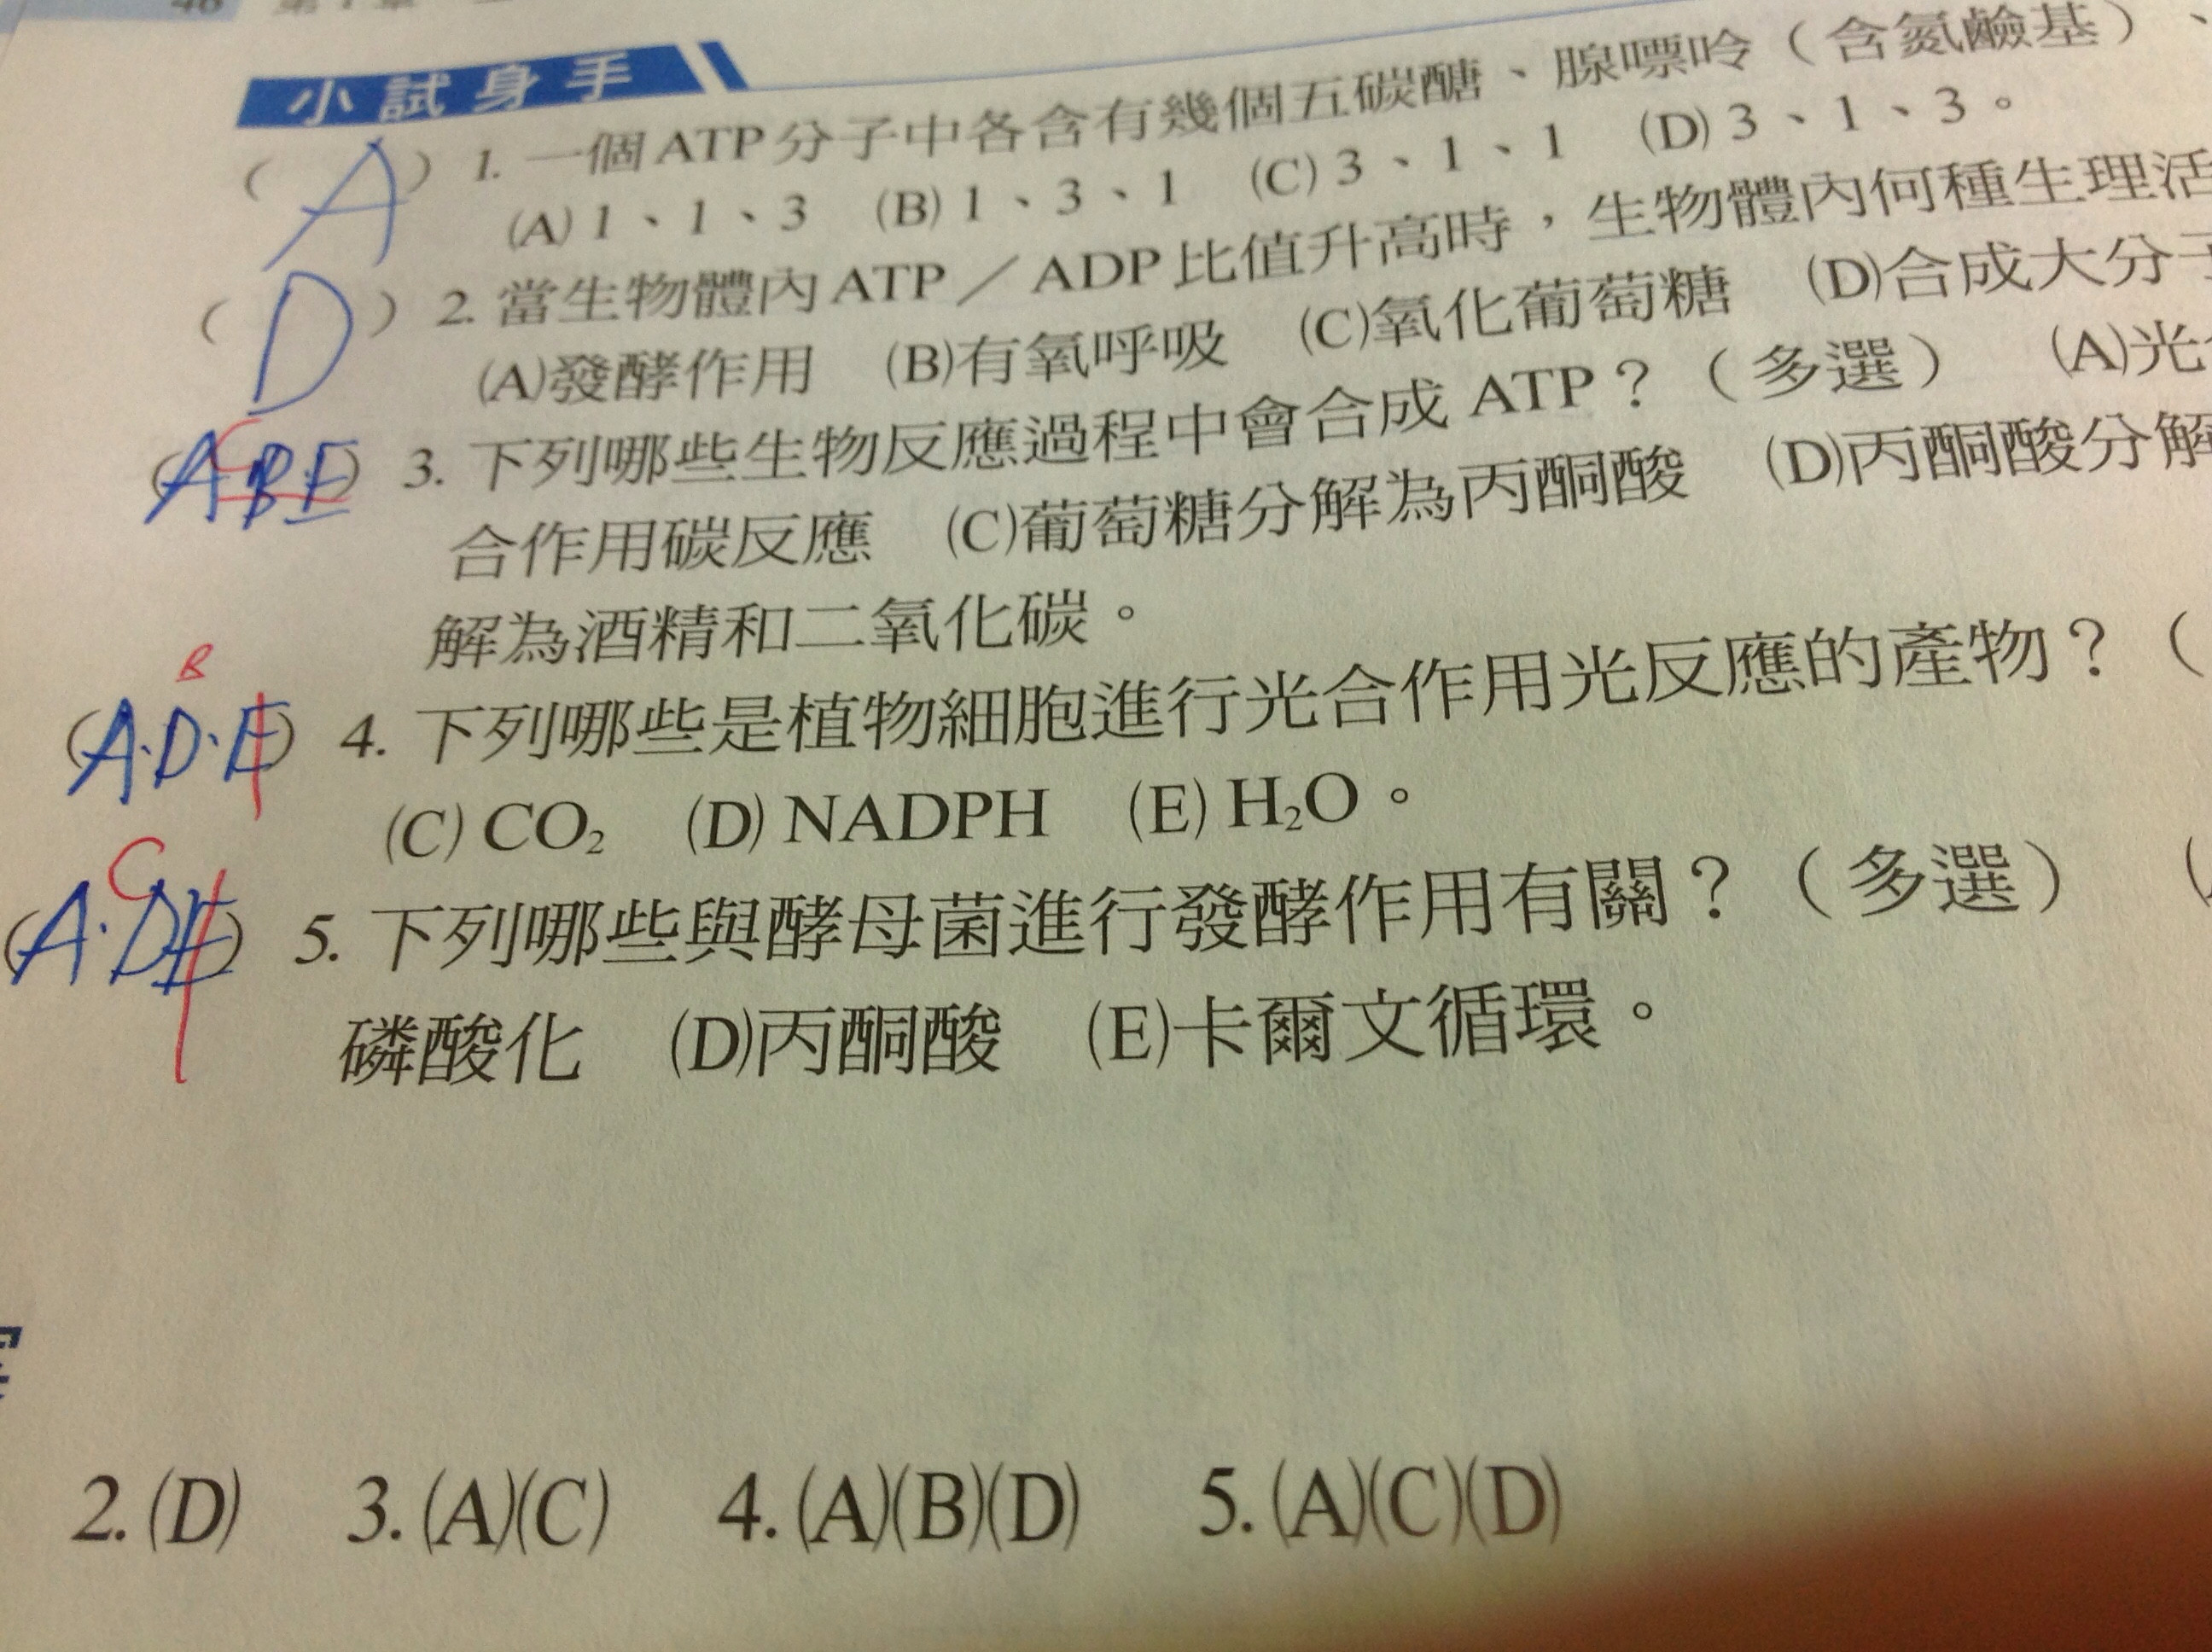 小試身手
( A ) 1. 一個ATP分子中各含有幾個五碳醣、腺嘌呤(含氮鹼基)、
(A) 1、1、3 (B) 1、3、1 (C) 3、1、1 (D) 3、1、3。
( D ) 2. 當生物體內ATP/ADP比值升高時,生物體內何種生理活
(A)發酵作用 (B)有氧呼吸 (C)氧化葡萄糖 (D)合成大分子
(ABE) 3. 下列哪些生物反應過程中會合成ATP?(多選) (A)光
C
合作用碳反應 (C)葡萄糖分解為丙酮酸 (D)丙酮酸分解
解為酒精和二氧化碳。
B
(A.D.E) 4. 下列哪些是植物細胞進行光合作用光反應的產物?(
(C) CO₂ (D) NADPH (E) H₂O。
C
(A.DE) 5. 下列哪些與酵母菌進行發酵作用有關?(多選) (
磷酸化 (D)丙酮酸 (E)卡爾文循環。
2. (D) 3. (A)(C) 4. (A)(B)(D) 5. (A)(C)(D)